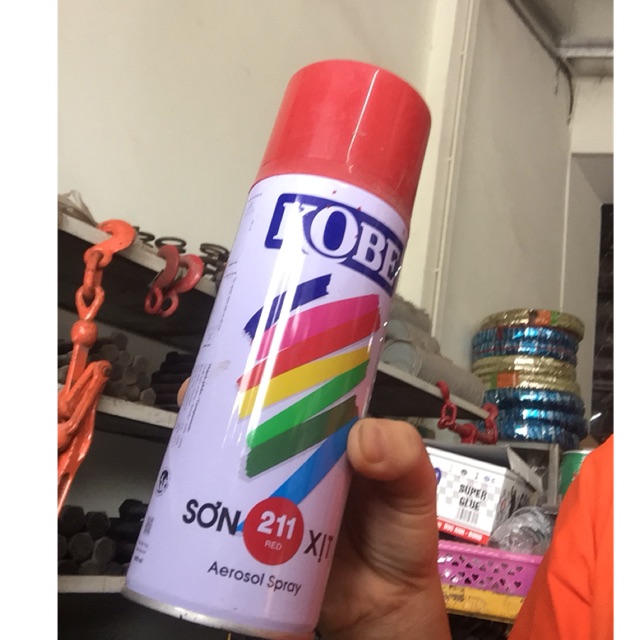 KOBE
SƠN 211 XỊT
RED
Aerosol Spray
SUPER
GLUE